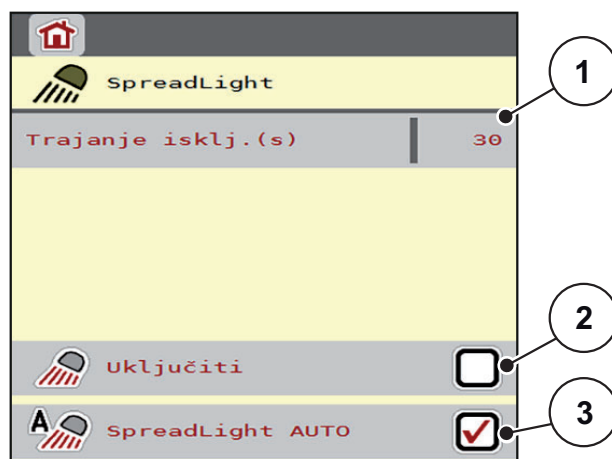 SpreadLight
1
Trajanje isklj.(s) 30
Uključiti
2
A
SpreadLight AUTO
3